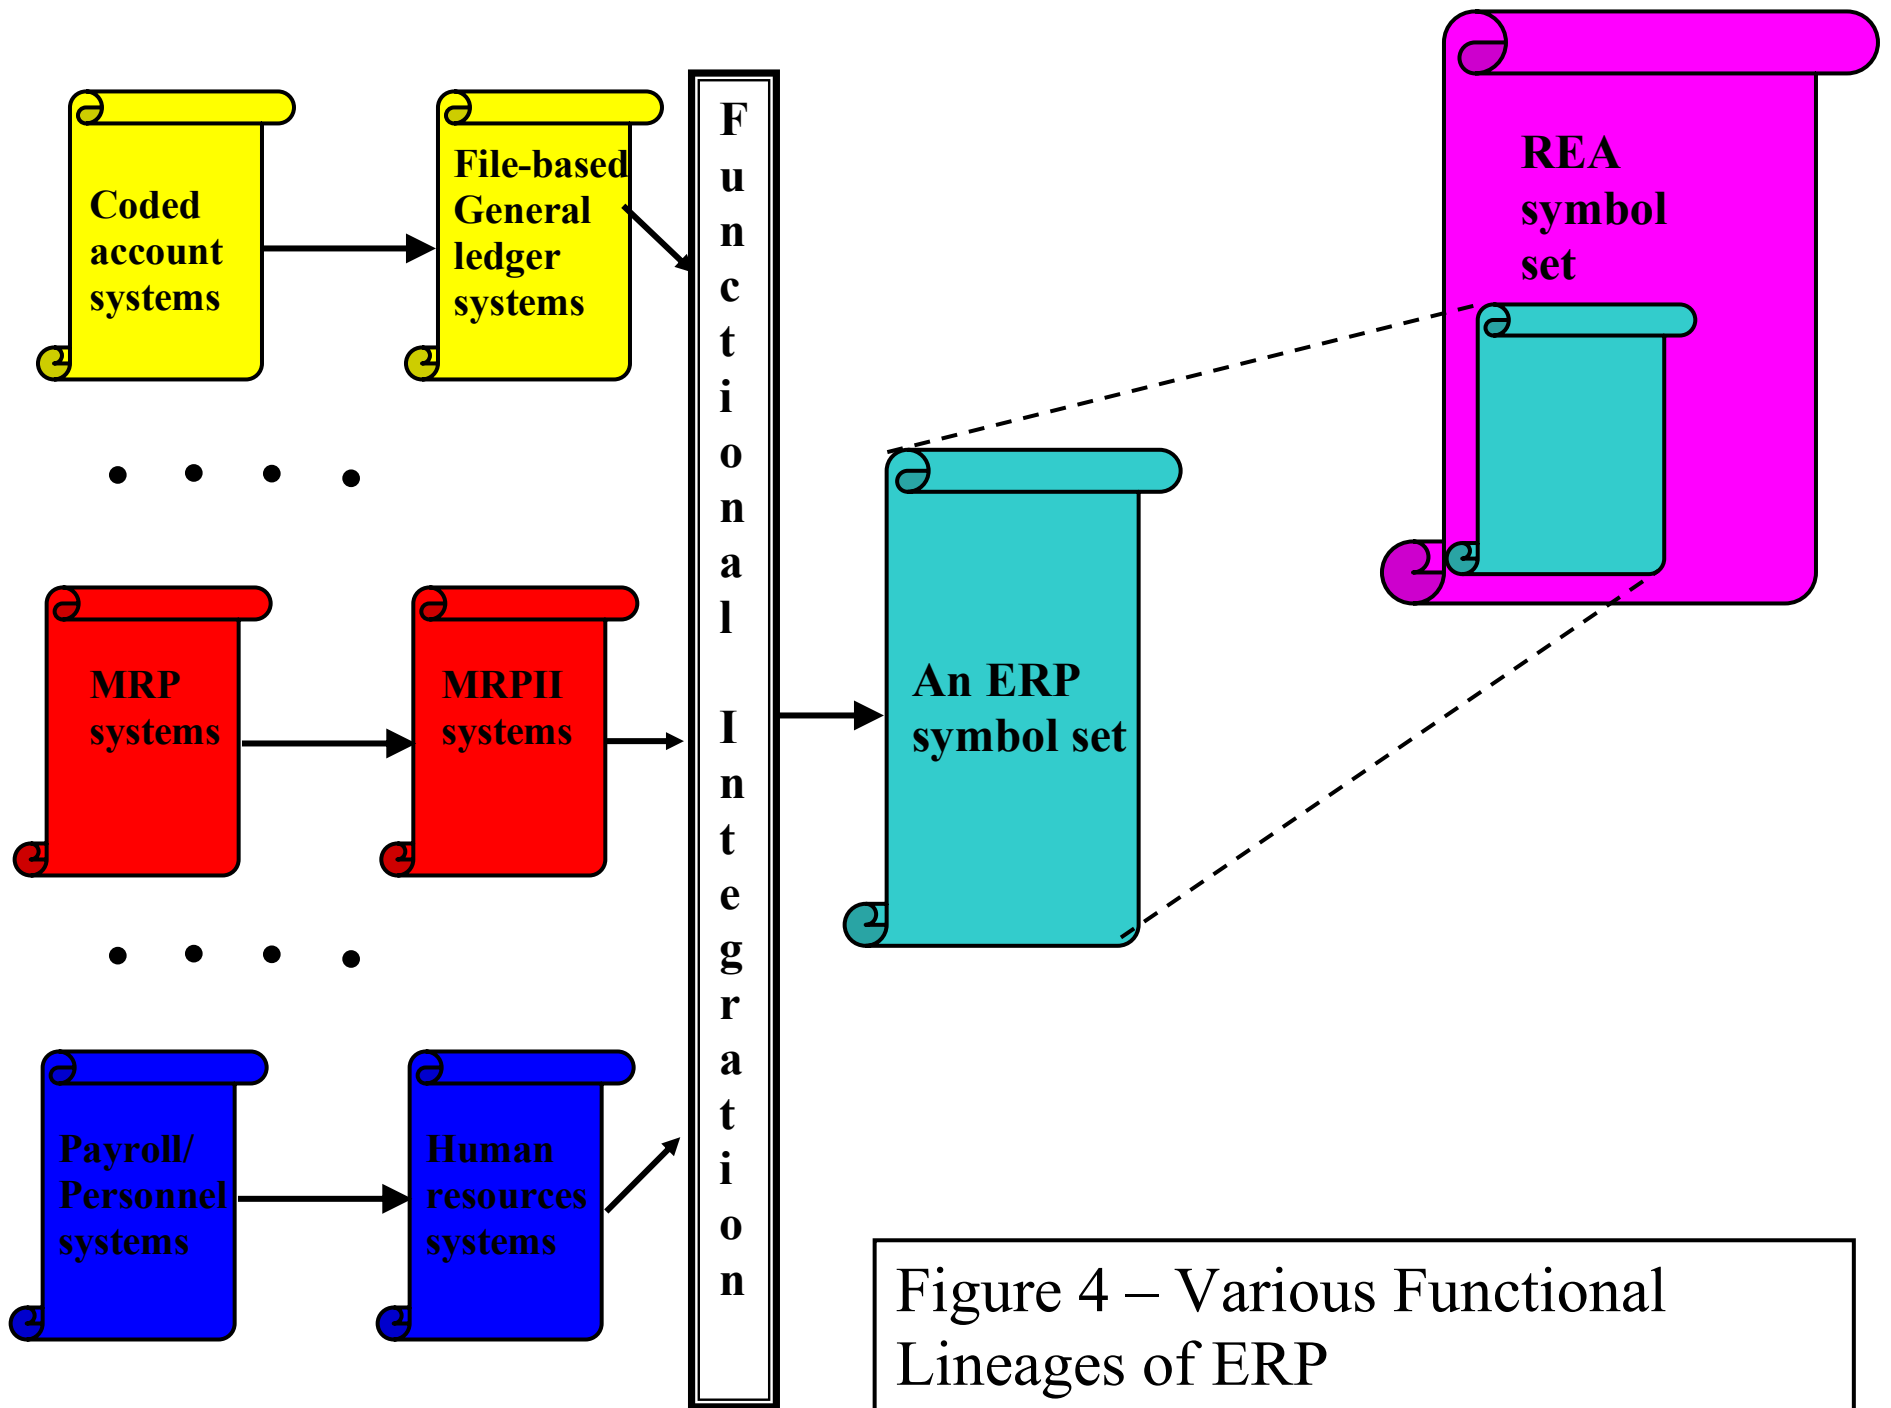 Coded
account
systems
File-based
General
ledger
systems
MRP
systems
MRPII
systems
Payroll/
Personnel
systems
Human
resources
systems
Functional Integration
An ERP
symbol set
REA
symbol
set
Figure 4 – Various Functional
Lineages of ERP